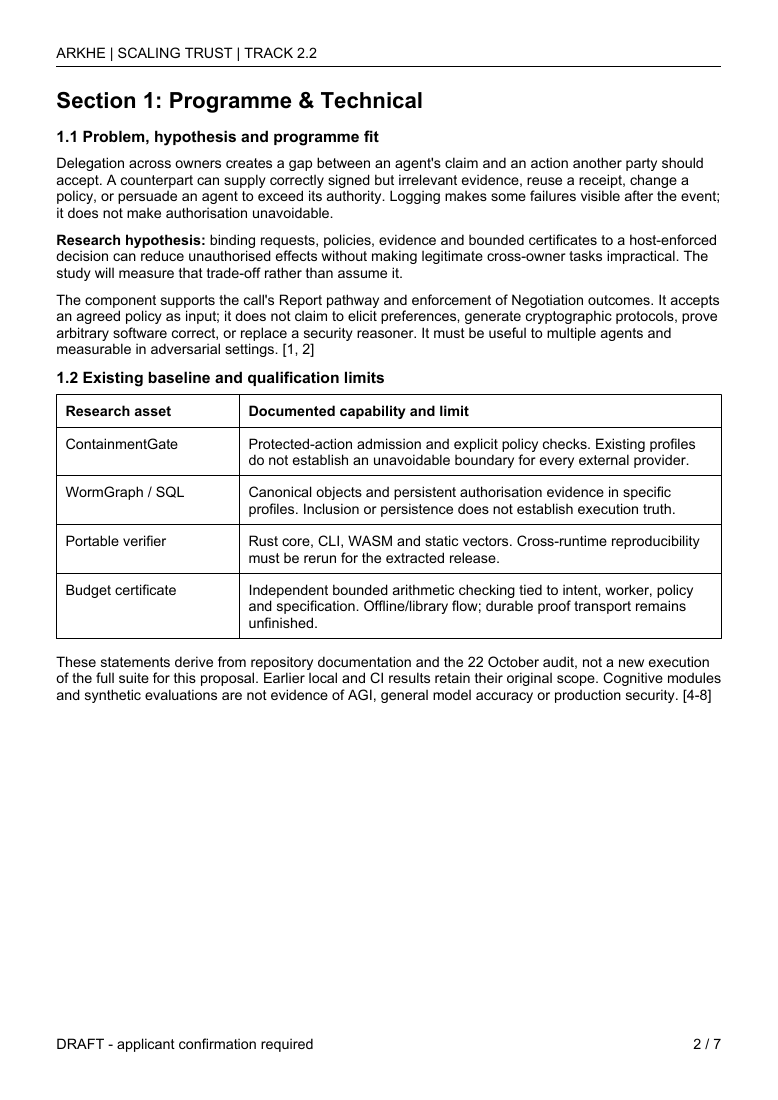 ARKHE | SCALING TRUST | TRACK 2.2
Section 1: Programme & Technical
1.1 Problem, hypothesis and programme fit
Delegation across owners creates a gap between an agent's claim and an action another party should
accept. A counterpart can supply correctly signed but irrelevant evidence, reuse a receipt, change a
policy, or persuade an agent to exceed its authority. Logging makes some failures visible after the event;
it does not make authorisation unavoidable.
Research hypothesis: binding requests, policies, evidence and bounded certificates to a host-enforced
decision can reduce unauthorised effects without making legitimate cross-owner tasks impractical. The
study will measure that trade-off rather than assume it.
The component supports the call's Report pathway and enforcement of Negotiation outcomes. It accepts
an agreed policy as input; it does not claim to elicit preferences, generate cryptographic protocols, prove
arbitrary software correct, or replace a security reasoner. It must be useful to multiple agents and
measurable in adversarial settings. [1, 2]
1.2 Existing baseline and qualification limits
Research asset
Documented capability and limit
ContainmentGate
Protected-action admission and explicit policy checks. Existing profiles
do not establish an unavoidable boundary for every external provider.
WormGraph / SQL
Canonical objects and persistent authorisation evidence in specific
profiles. Inclusion or persistence does not establish execution truth.
Portable verifier
Rust core, CLI, WASM and static vectors. Cross-runtime reproducibility
must be rerun for the extracted release.
Budget certificate
Independent bounded arithmetic checking tied to intent, worker, policy
and specification. Offline/library flow; durable proof transport remains
unfinished.
These statements derive from repository documentation and the 22 October audit, not a new execution
of the full suite for this proposal. Earlier local and CI results retain their original scope. Cognitive modules
and synthetic evaluations are not evidence of AGI, general model accuracy or production security. [4-8]
DRAFT - applicant confirmation required
2 / 7